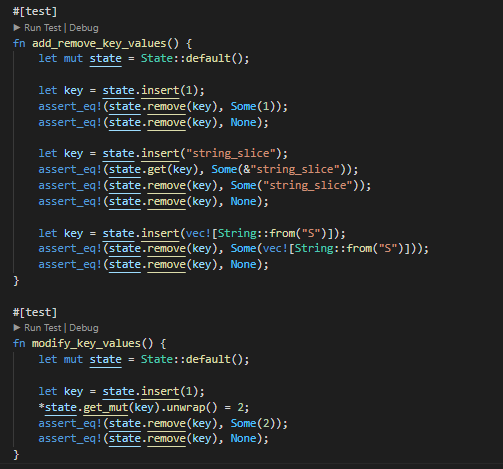 #[test]
▶ Run Test | Debug
fn add_remove_key_values() {
    let mut state = State::default();

    let key = state.insert(1);
    assert_eq!(state.remove(key), Some(1));
    assert_eq!(state.remove(key), None);

    let key = state.insert("string_slice");
    assert_eq!(state.get(key), Some(&"string_slice"));
    assert_eq!(state.remove(key), Some("string_slice"));
    assert_eq!(state.remove(key), None);

    let key = state.insert(vec![String::from("S")]);
    assert_eq!(state.remove(key), Some(vec![String::from("S")]));
    assert_eq!(state.remove(key), None);
}

#[test]
▶ Run Test | Debug
fn modify_key_values() {
    let mut state = State::default();

    let key = state.insert(1);
    *state.get_mut(key).unwrap() = 2;
    assert_eq!(state.remove(key), Some(2));
    assert_eq!(state.remove(key), None);
}